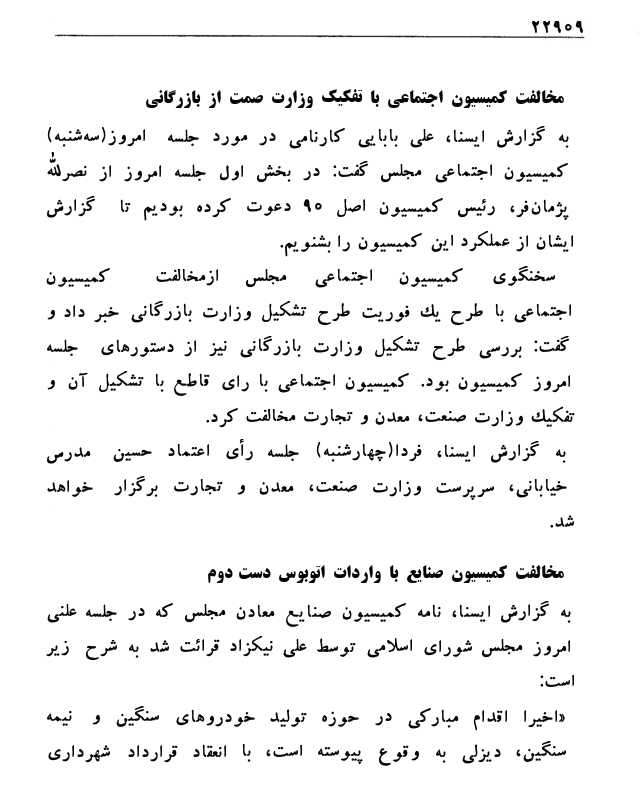 ۲۲۹۰۹
مخالفت کمیسیون اجتماعی با تفکیک وزارت صمت از بازرگانی
به گزارش ایسنا، علی بابایی کارنامی در مورد جلسه امروز(سه‌شنبه)
کمیسیون اجتماعی مجلس گفت: در بخش اول جلسه امروز از نصرالله
پژمان‌فر، رئیس کمیسیون اصل ۹۰ دعوت کرده بودیم تا گزارش
ایشان از عملکرد این کمیسیون را بشنویم.
سخنگوی کمیسیون اجتماعی مجلس ازمخالفت کمیسیون
اجتماعی با طرح یک فوریت طرح تشکیل وزارت بازرگانی خبر داد و
گفت: بررسی طرح تشکیل وزارت بازرگانی نیز از دستورهای جلسه
امروز کمیسیون بود. کمیسیون اجتماعی با رای قاطع با تشکیل آن و
تفکیک وزارت صنعت، معدن و تجارت مخالفت کرد.
به گزارش ایسنا، فردا(چهارشنبه) جلسه رأی اعتماد حسین مدرس
خیابانی، سرپرست وزارت صنعت، معدن و تجارت برگزار خواهد
شد.
مخالفت کمیسیون صنایع با واردات اتوبوس دست دوم
به گزارش ایسنا، نامه کمیسیون صنایع معادن مجلس که در جلسه علنی
امروز مجلس شورای اسلامی توسط علی نیکزاد قرائت شد به شرح زیر
است:
«اخیرا اقدام مبارکی در حوزه تولید خودروهای سنگین و نیمه
سنگین، دیزلی به وقوع پیوسته است، با انعقاد قرارداد شهرداری